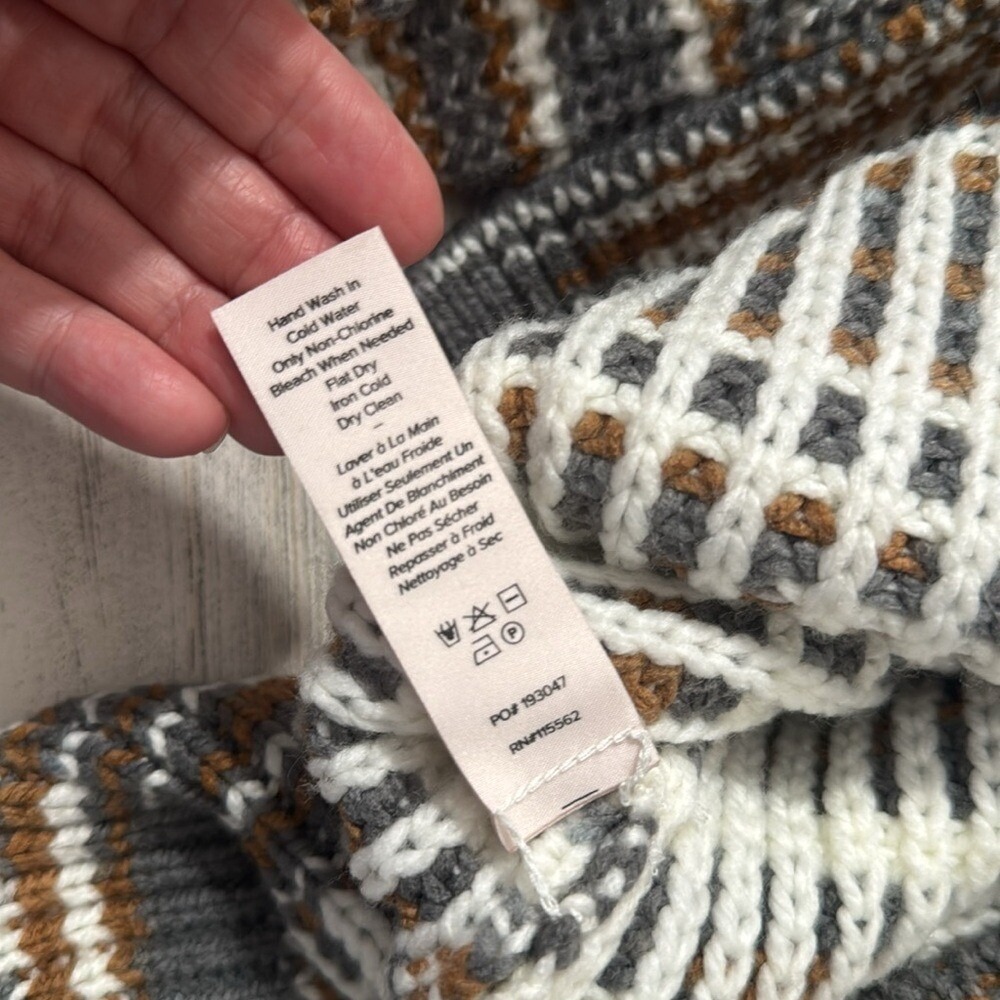 Hand Wash In
Cold Water
Only Non-Chlorine
Bleach When Needed
Flat Dry
Iron Cold
Dry Clean
–
Laver à La Main
à L'eau Froide
Utiliser Seulement Un
Agent De Blanchiment
Non Chloré Au Besoin
Ne Pas Sécher
Repasser à Froid
Nettoyage à Sec
P
PO# 193047
RN#115562